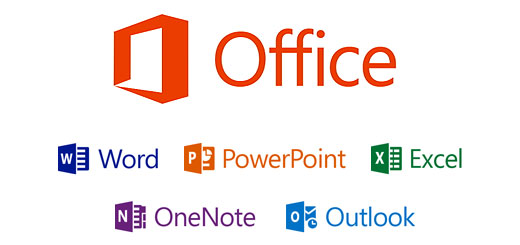 Office
W Word P PowerPoint X Excel
N OneNote O Outlook